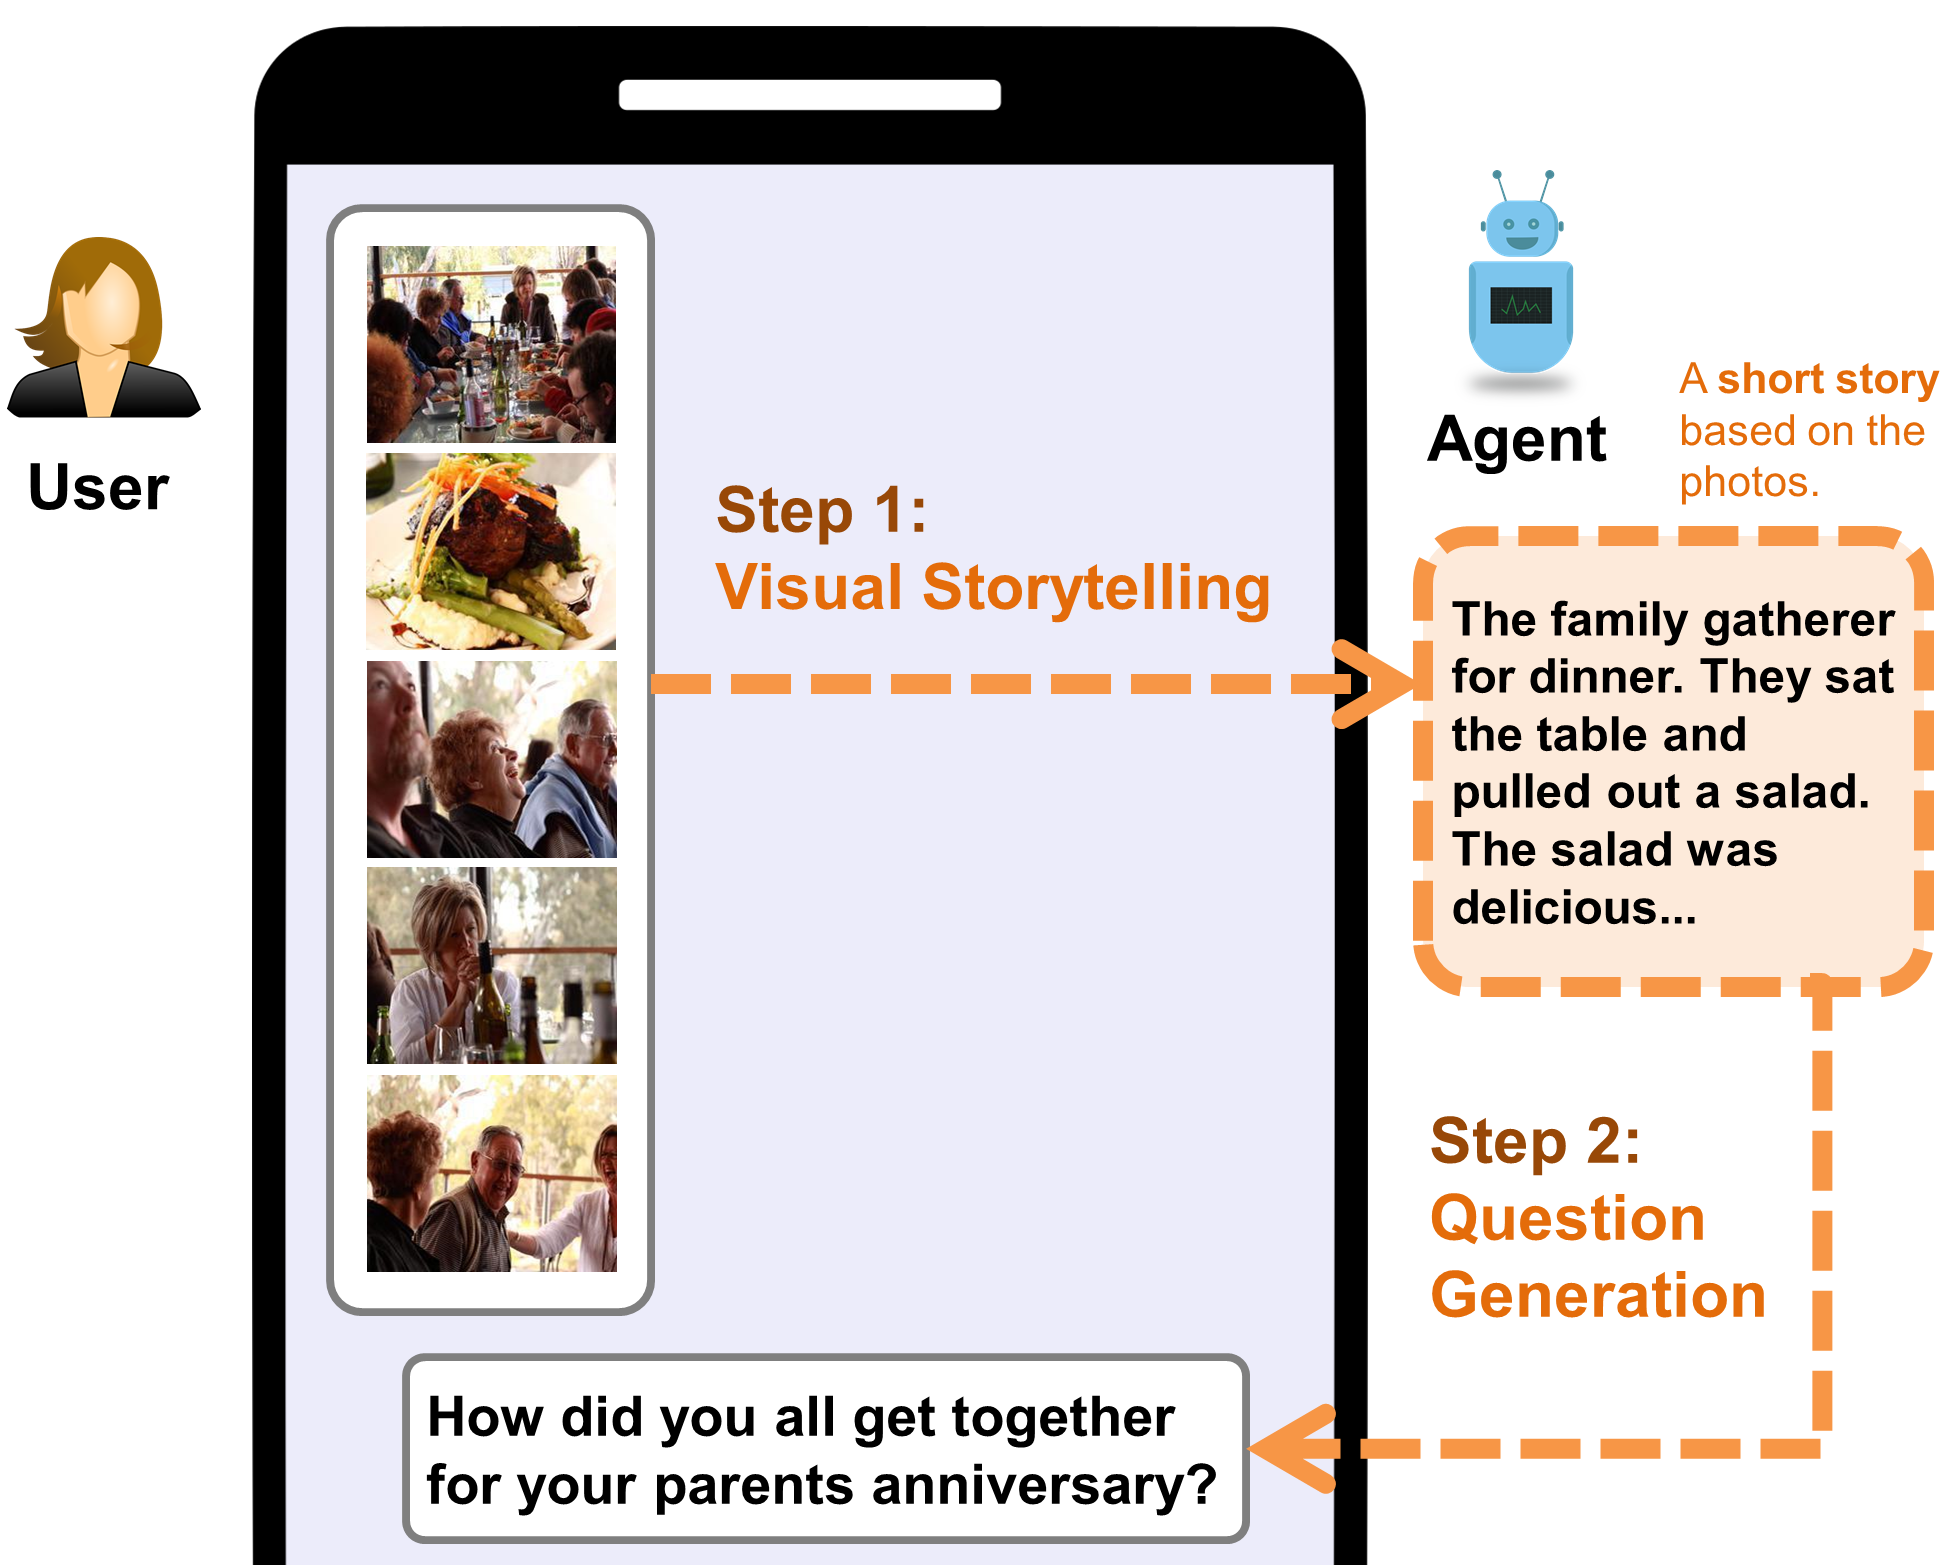 User
Step 1:
Visual Storytelling
Agent
A short story
based on the
photos.
The family gatherer
for dinner. They sat
the table and
pulled out a salad.
The salad was
delicious...
Step 2:
Question
Generation
How did you all get together
for your parents anniversary?